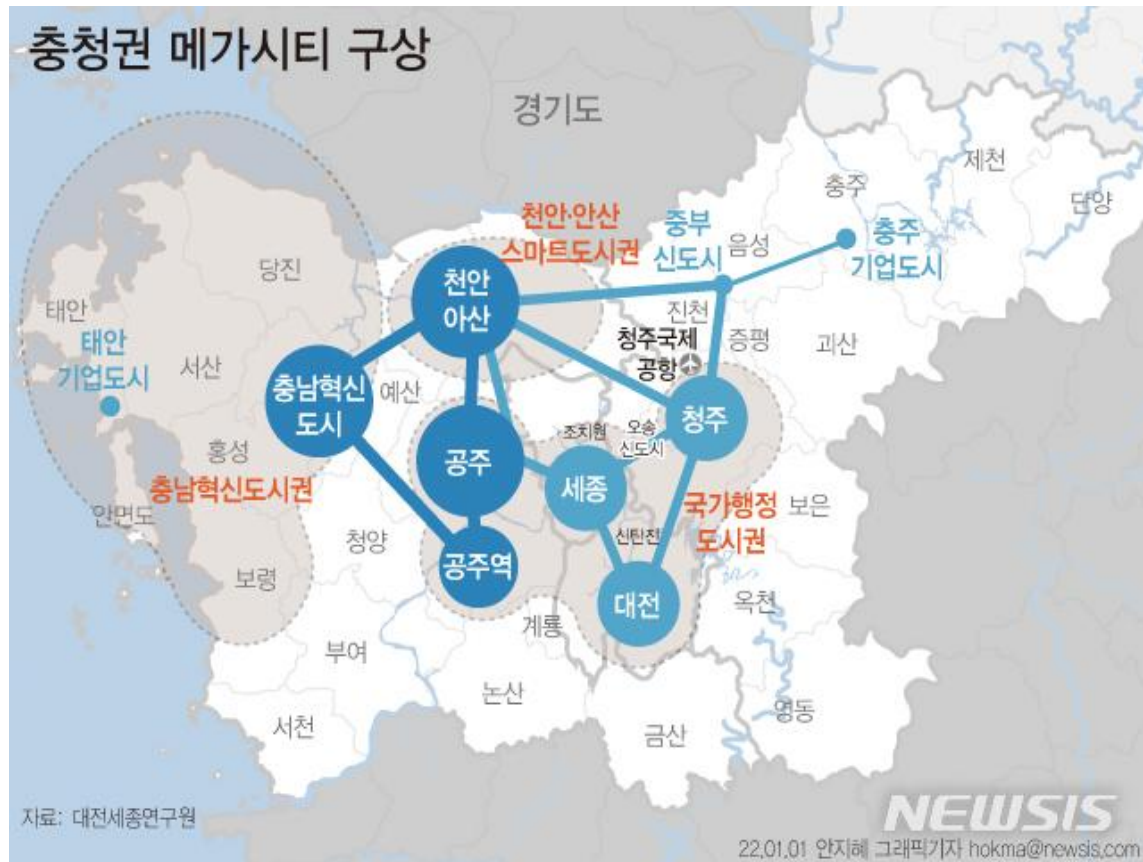 충청권 메가시티 구상
경기도
제천
단양
충주
충주
기업도시
중부
신도시
음성
천안·안산
스마트도시권
천안
아산
당진
태안
태안
기업도시
서산
진천
증평
괴산
청주국제
공항
예산
충남혁신
도시
청주
오송
신도시
조치원
홍성
충남혁신도시권
공주
세종
안면도
국가행정
도시권
보은
신탄진
청양
공주역
보령
대전
옥천
계룡
부여
논산
서천
금산
영동
자료: 대전세종연구원
NEWSIS
22.01.01 안지혜 그래픽기자 hokma@newsis.com